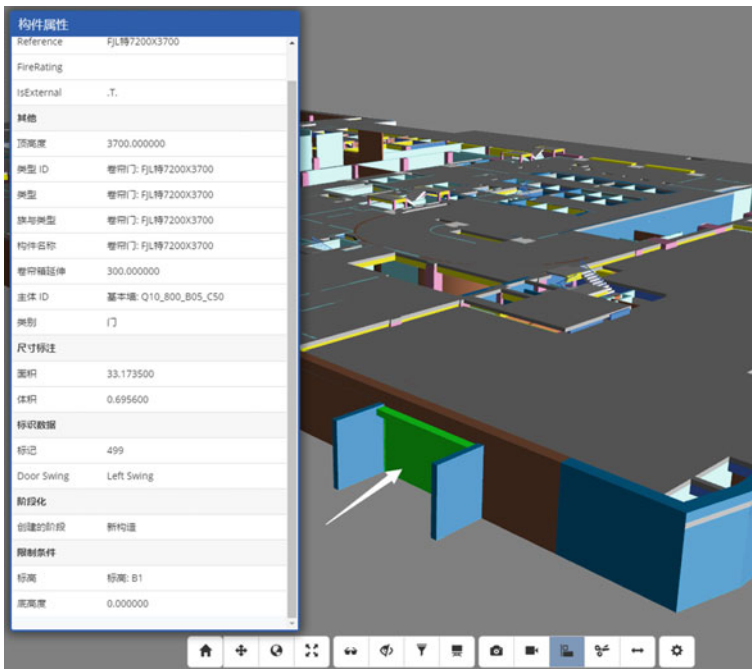 构件属性
Reference FJL特7200X3700
FireRating
IsExternal .T.
其他
顶高度 3700.000000
类型 ID 卷帘门: FJL特7200X3700
类型 卷帘门: FJL特7200X3700
族与类型 卷帘门: FJL特7200X3700
构件名称 卷帘门: FJL特7200X3700
卷帘箱延伸 300.000000
主体 ID 基本墙: Q10_800_B05_C50
类别 门
尺寸标注
面积 33.173500
体积 0.695600
标识数据
标记 499
Door Swing Left Swing
阶段化
创建的阶段 新构造
限制条件
标高 标高: B1
底高度 0.000000